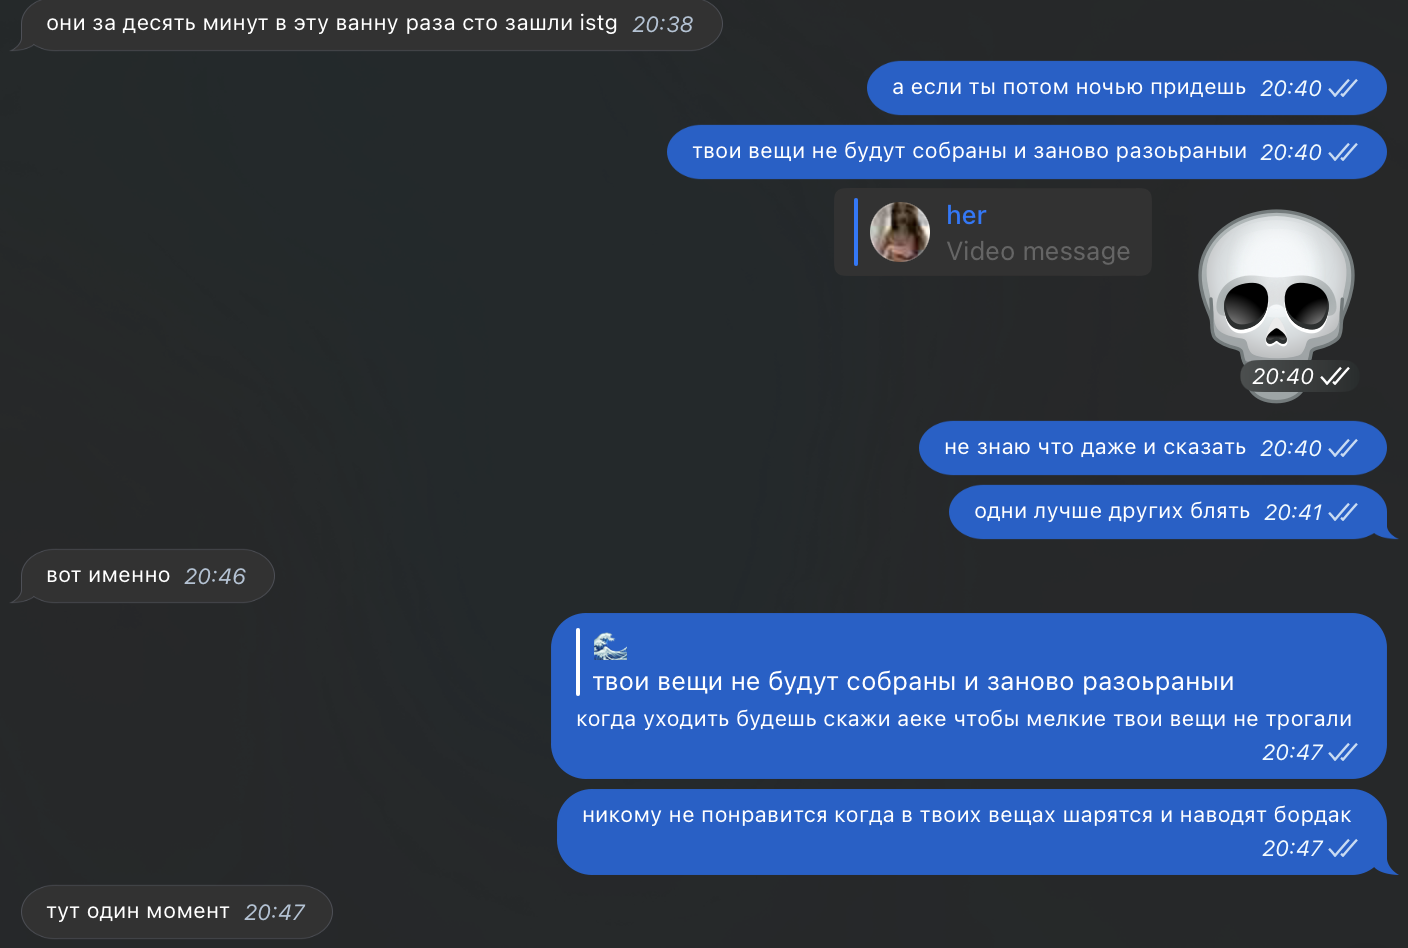 они за десять минут в эту ванну раза сто зашли istg 20:38
а если ты потом ночью придешь 20:40
твои вещи не будут собраны и заново разоьраныи 20:40
her
Video message
20:40
не знаю что даже и сказать 20:40
одни лучше других блять 20:41
вот именно 20:46
🌊
твои вещи не будут собраны и заново разоьраныи
когда уходить будешь скажи аеке чтобы мелкие твои вещи не трогали
20:47
никому не понравится когда в твоих вещах шарятся и наводят бордак
20:47
тут один момент 20:47